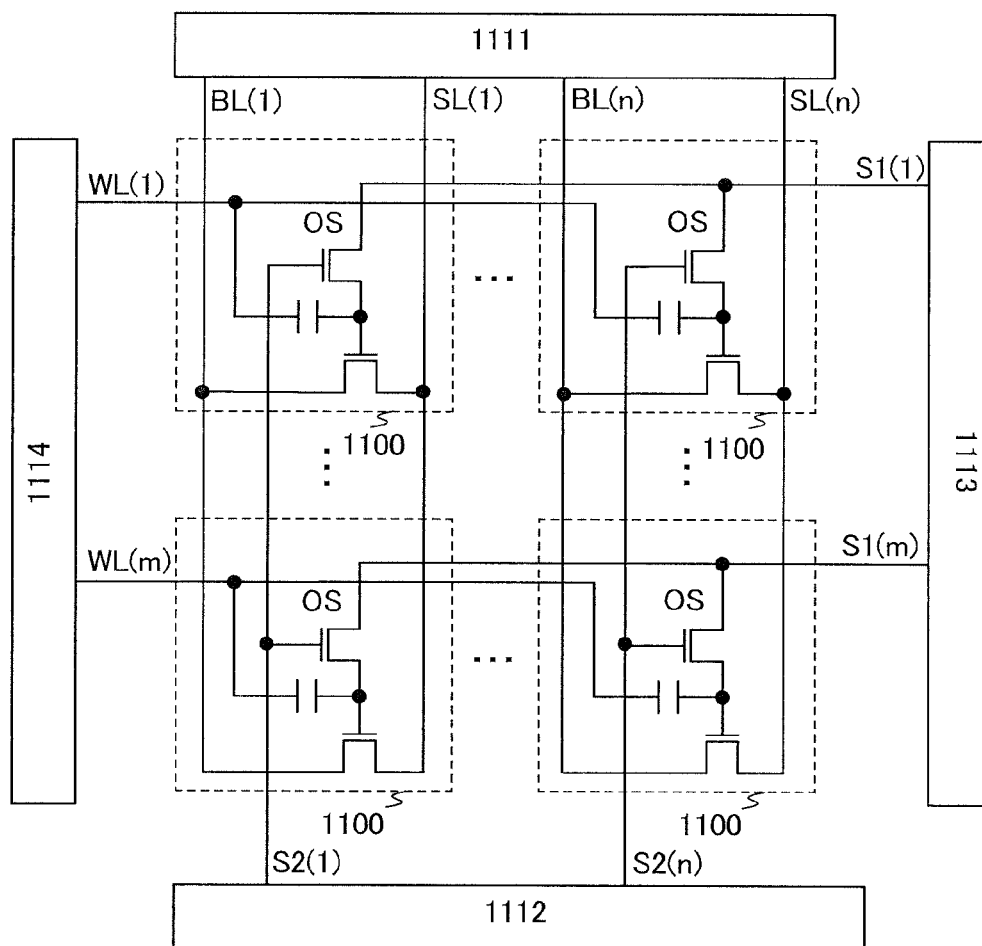 1111
BL(1) SL(1) BL(n) SL(n)
WL(1) S1(1)
OS OS
...
1100 1100
1114 1113
WL(m) S1(m)
OS OS
...
1100 1100
S2(1) S2(n)
1112